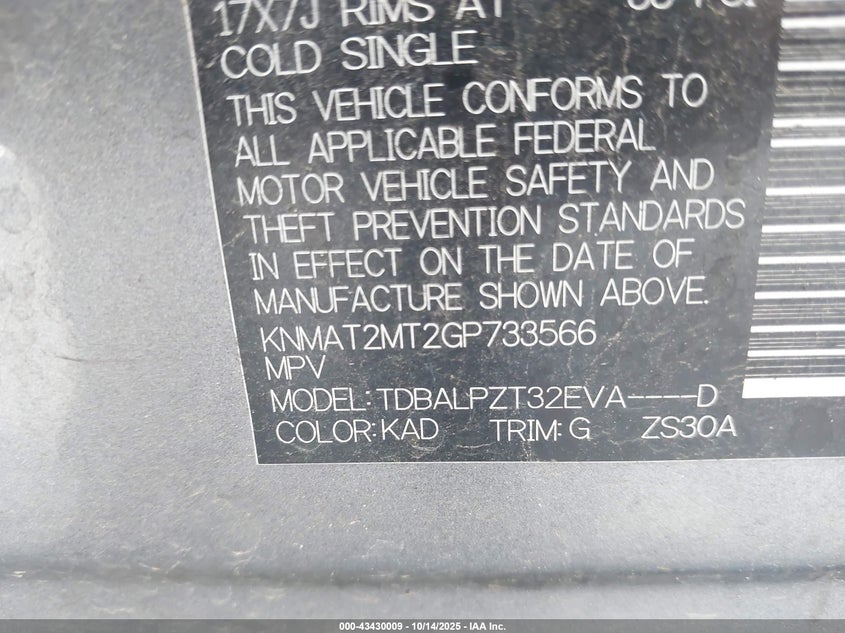 17X7J RIMS AT
COLD SINGLE
THIS VEHICLE CONFORMS TO
ALL APPLICABLE FEDERAL
MOTOR VEHICLE SAFETY AND
THEFT PREVENTION STANDARDS
IN EFFECT ON THE DATE OF
MANUFACTURE SHOWN ABOVE.
KNMAT2MT2GP733566
MPV
MODEL:TDBALPZT32EVA----D
COLOR:KAD TRIM:G ZS30A
000-43430009 - 10/14/2025 - IAA Inc.